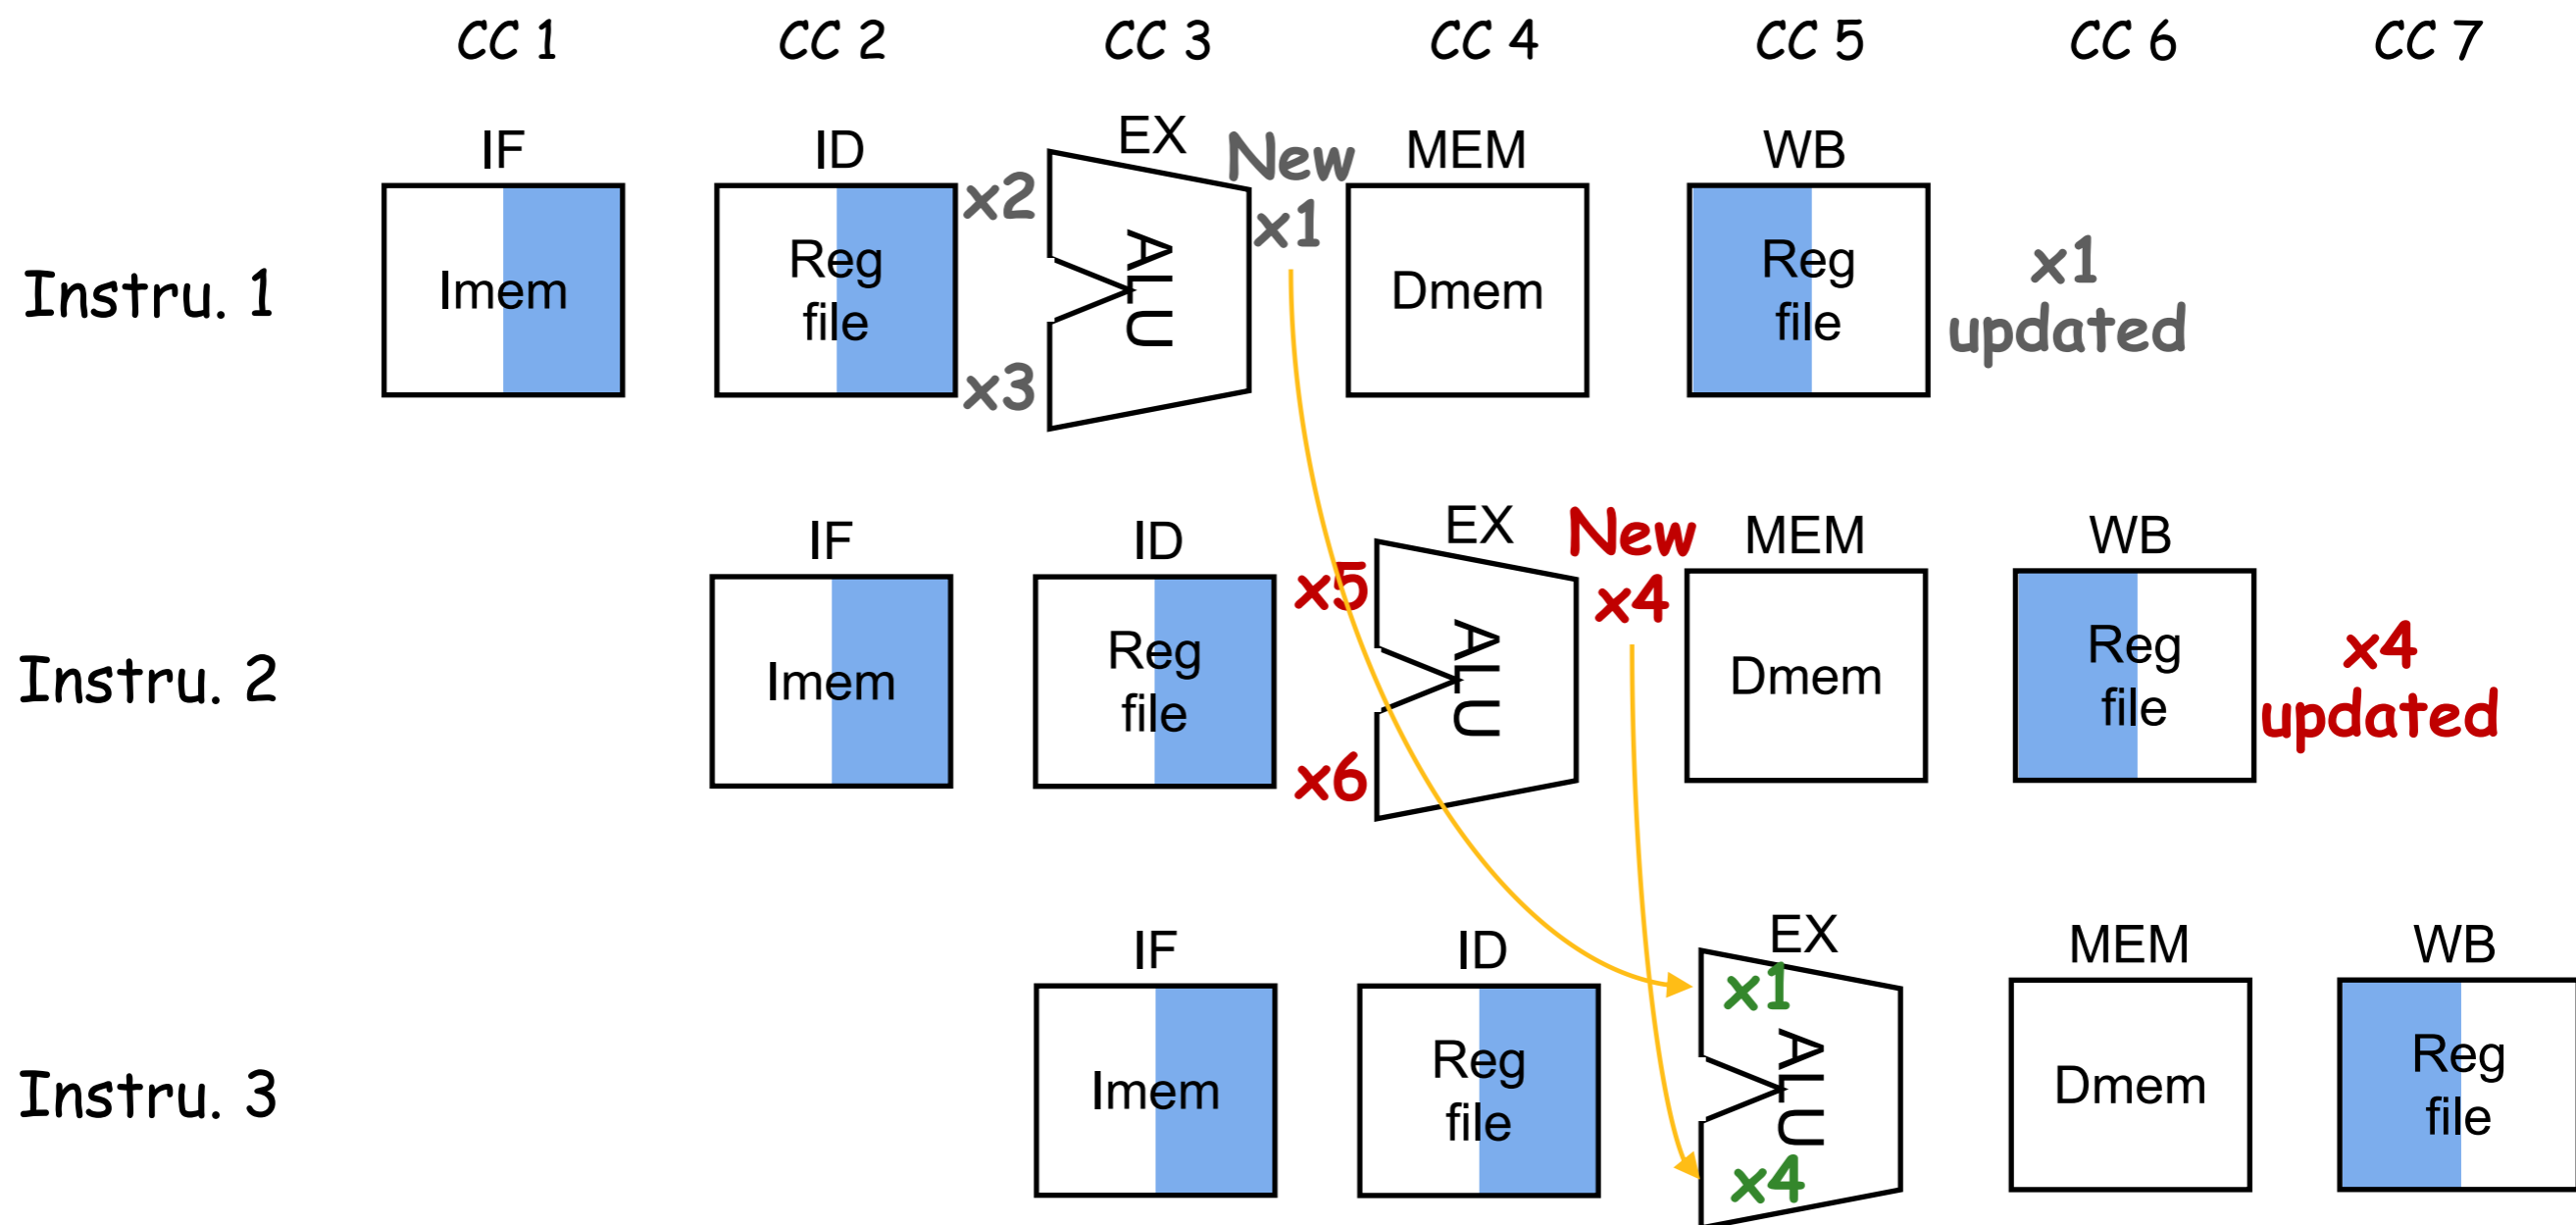 CC 1 CC 2 CC 3 CC 4 CC 5 CC 6 CC 7
IF ID EX New MEM WB
x2 x1
Instru. 1 Imem Reg file ALU Dmem Reg file x1 updated
x3
IF ID EX New MEM WB
x5 x4
Instru. 2 Imem Reg file ALU Dmem Reg file x4 updated
x6
IF ID EX MEM WB
x1
Instru. 3 Imem Reg file ALU Dmem Reg file
x4